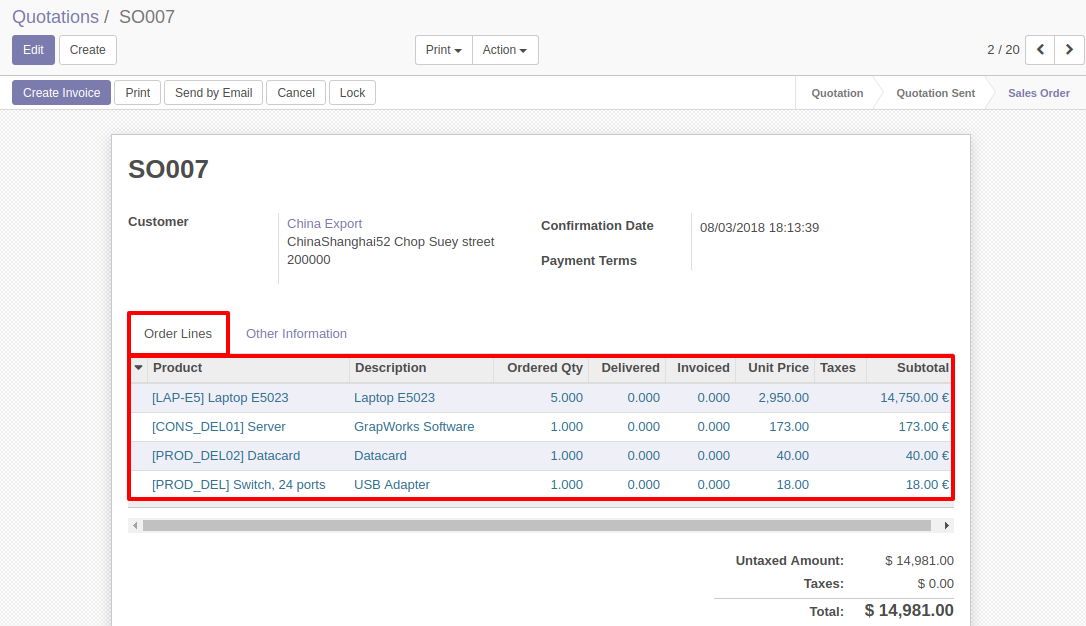 Quotations / SO007
Edit Create Print Action 2 / 20
Create Invoice Print Send by Email Cancel Lock Quotation Quotation Sent Sales Order
SO007
Customer
China Export
ChinaShanghai52 Chop Suey street
200000
Confirmation Date 08/03/2018 18:13:39
Payment Terms
Order Lines Other Information
Product Description Ordered Qty Delivered Invoiced Unit Price Taxes Subtotal
[LAP-E5] Laptop E5023 Laptop E5023 5.000 0.000 0.000 2,950.00 14,750.00 €
[CONS_DEL01] Server GrapWorks Software 1.000 0.000 0.000 173.00 173.00 €
[PROD_DEL02] Datacard Datacard 1.000 0.000 0.000 40.00 40.00 €
[PROD_DEL] Switch, 24 ports USB Adapter 1.000 0.000 0.000 18.00 18.00 €
Untaxed Amount: $ 14,981.00
Taxes: $ 0.00
Total: $ 14,981.00